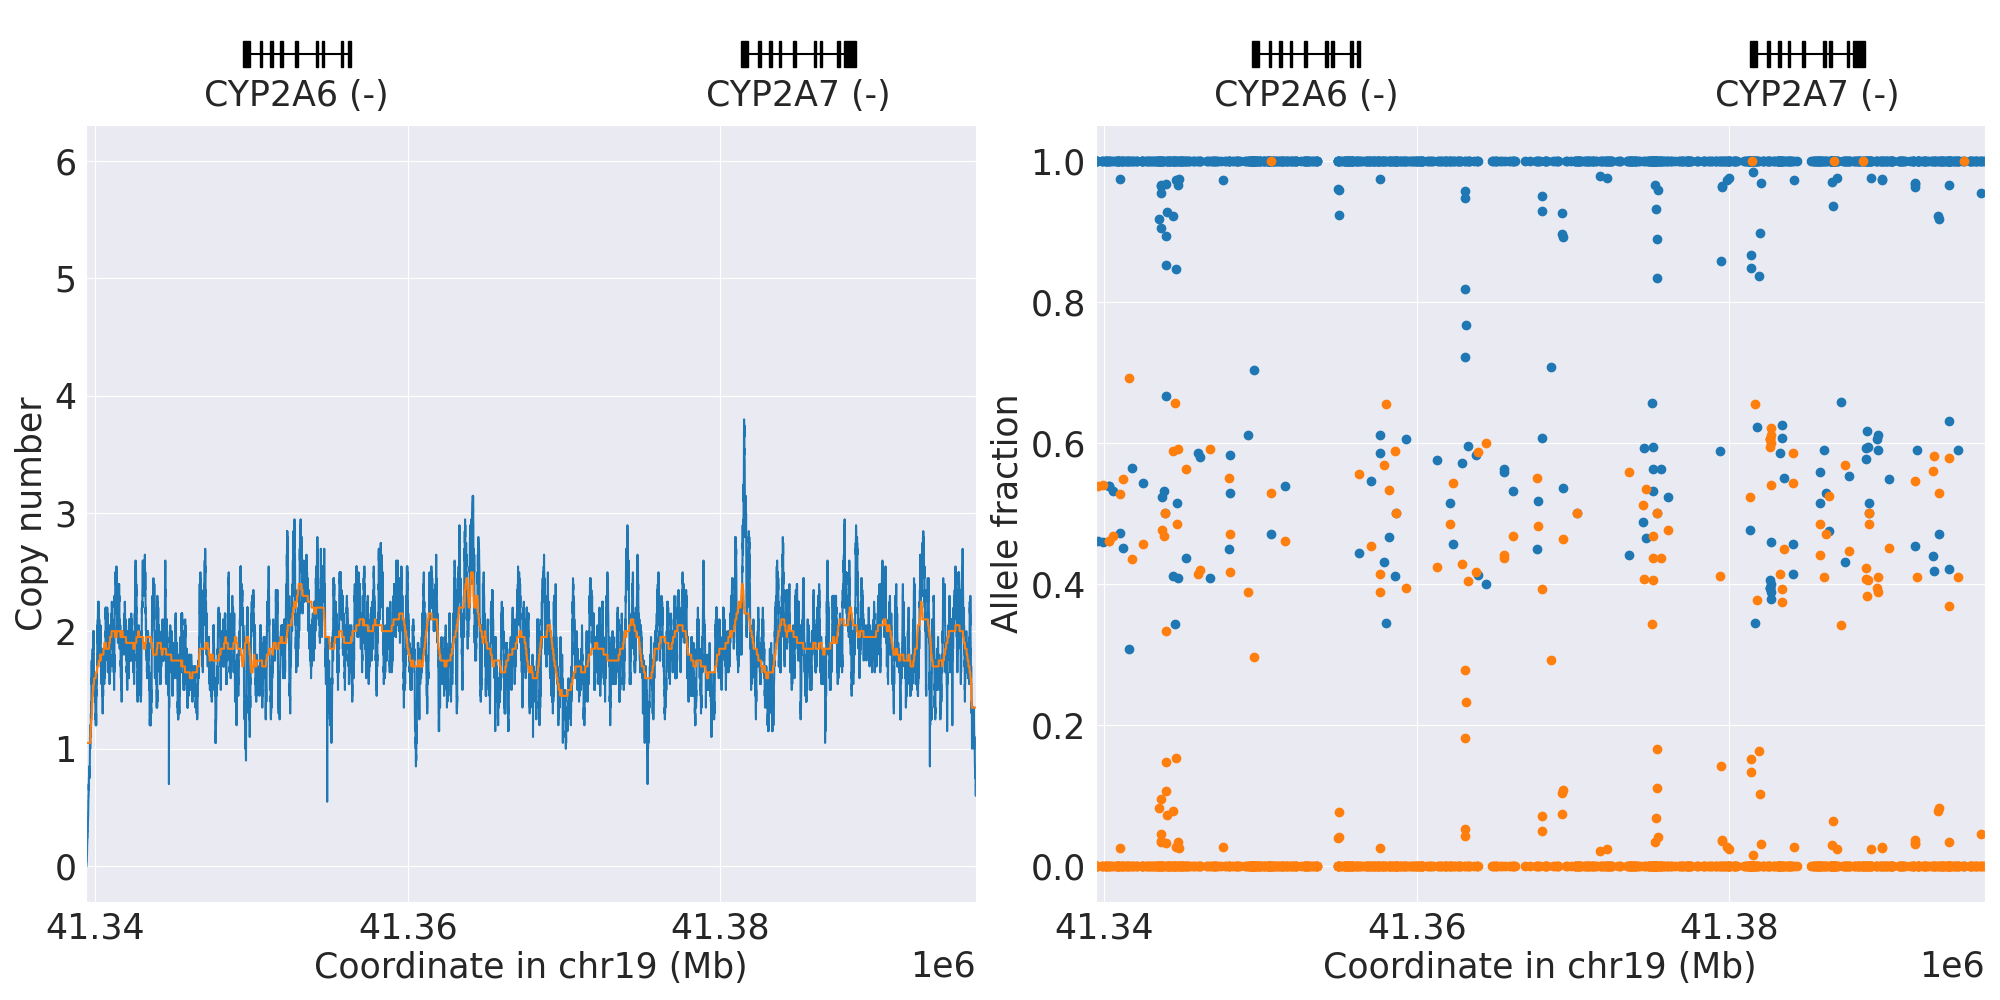 CYP2A6 (-)
CYP2A7 (-)
6
5
4
3
2
1
0
Copy number
41.34
41.36
41.38
Coordinate in chr19 (Mb)
1e6
CYP2A6 (-)
CYP2A7 (-)
1.0
0.8
0.6
0.4
0.2
0.0
Allele fraction
41.34
41.36
41.38
Coordinate in chr19 (Mb)
1e6